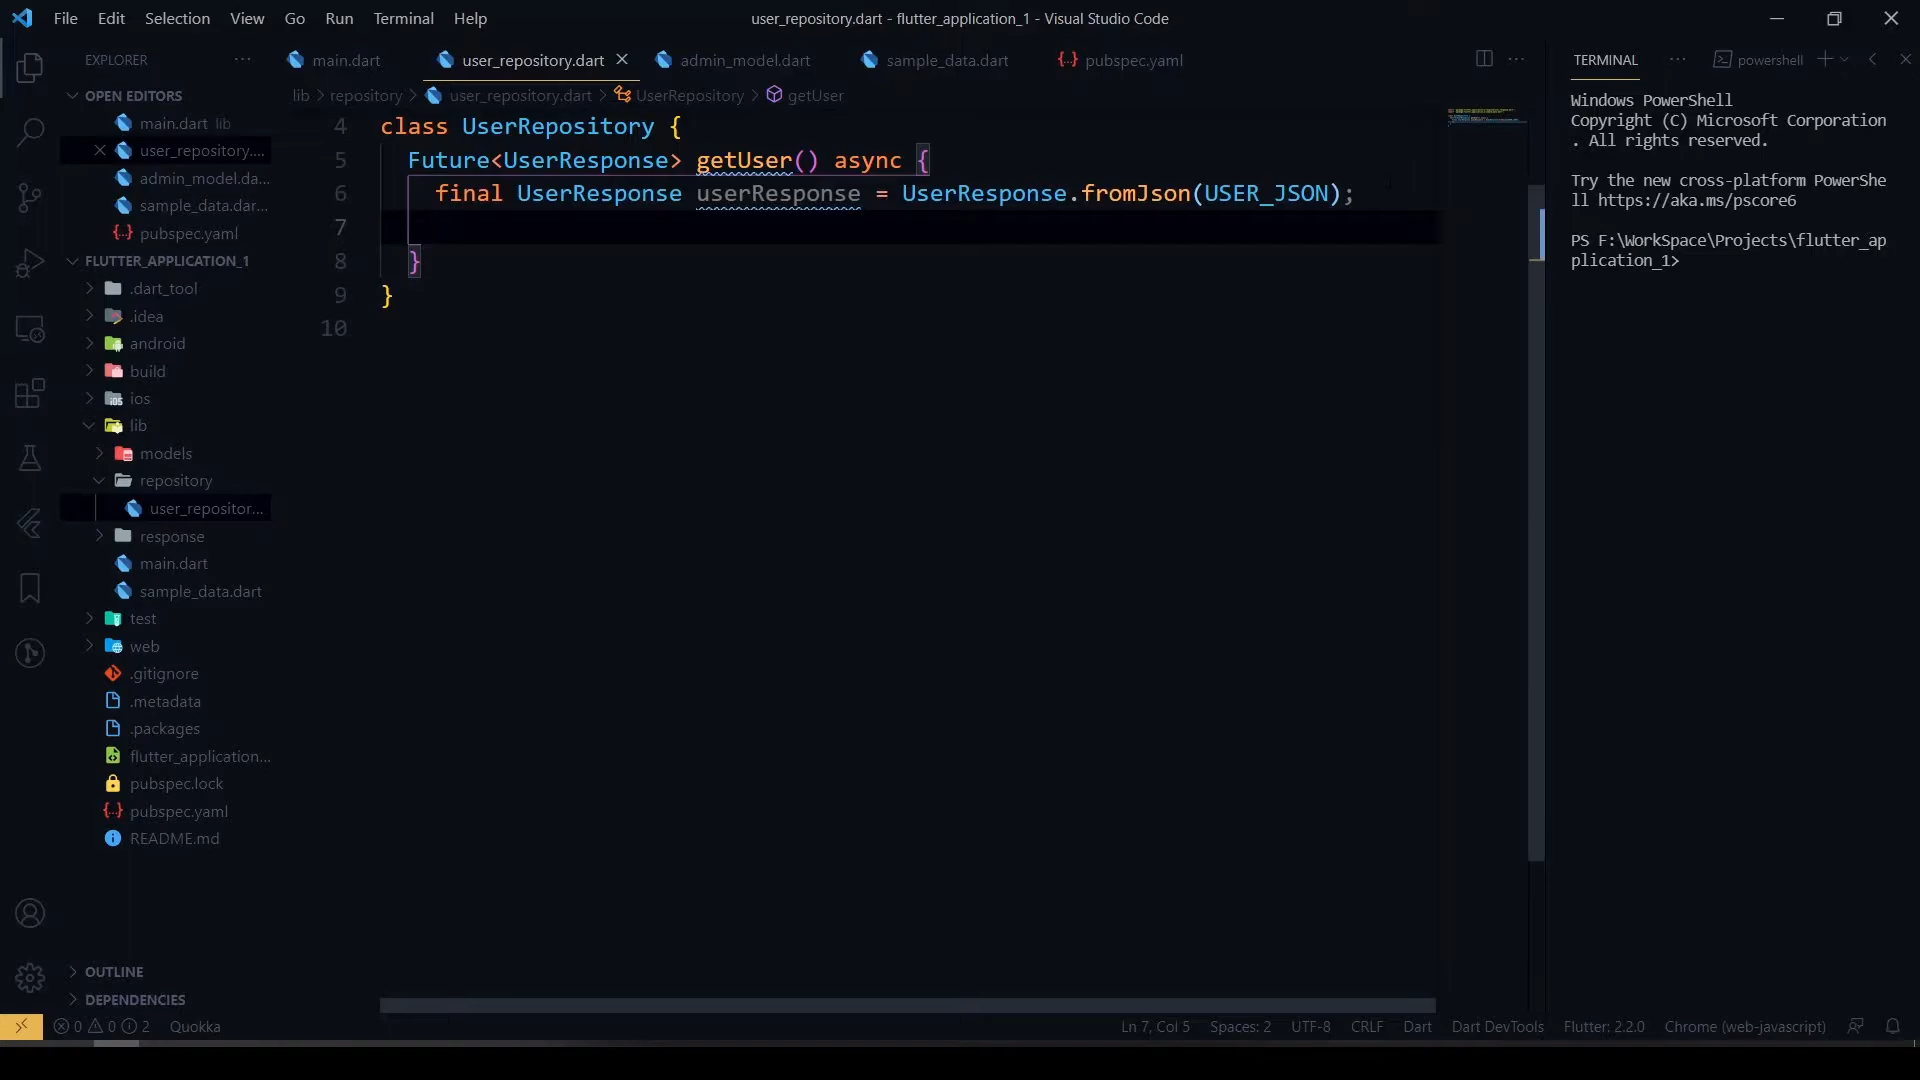 File Edit Selection View Go Run Terminal Help
user_repository.dart - flutter_application_1 - Visual Studio Code
EXPLORER
OPEN EDITORS
main.dart lib
user_repository....
admin_model.da...
sample_data.dar...
pubspec.yaml
FLUTTER_APPLICATION_1
.dart_tool
.idea
android
build
ios
lib
models
repository
user_repositor...
response
main.dart
sample_data.dart
test
web
.gitignore
.metadata
.packages
flutter_application...
pubspec.lock
pubspec.yaml
README.md
OUTLINE
DEPENDENCIES
main.dart user_repository.dart admin_model.dart sample_data.dart pubspec.yaml
lib > repository > user_repository.dart > UserRepository > getUser
4 class UserRepository {
5 Future<UserResponse> getUser() async {
6 final UserResponse userResponse = UserResponse.fromJson(USER_JSON);
7
8 }
9 }
10
TERMINAL powershell
Windows PowerShell
Copyright (C) Microsoft Corporation
. All rights reserved.
Try the new cross-platform PowerShe
ll https://aka.ms/pscore6
PS F:\WorkSpace\Projects\flutter_ap
plication_1>
0 0 2 Quokka
Ln 7, Col 5 Spaces: 2 UTF-8 CRLF Dart Dart DevTools Flutter: 2.2.0 Chrome (web-javascript)